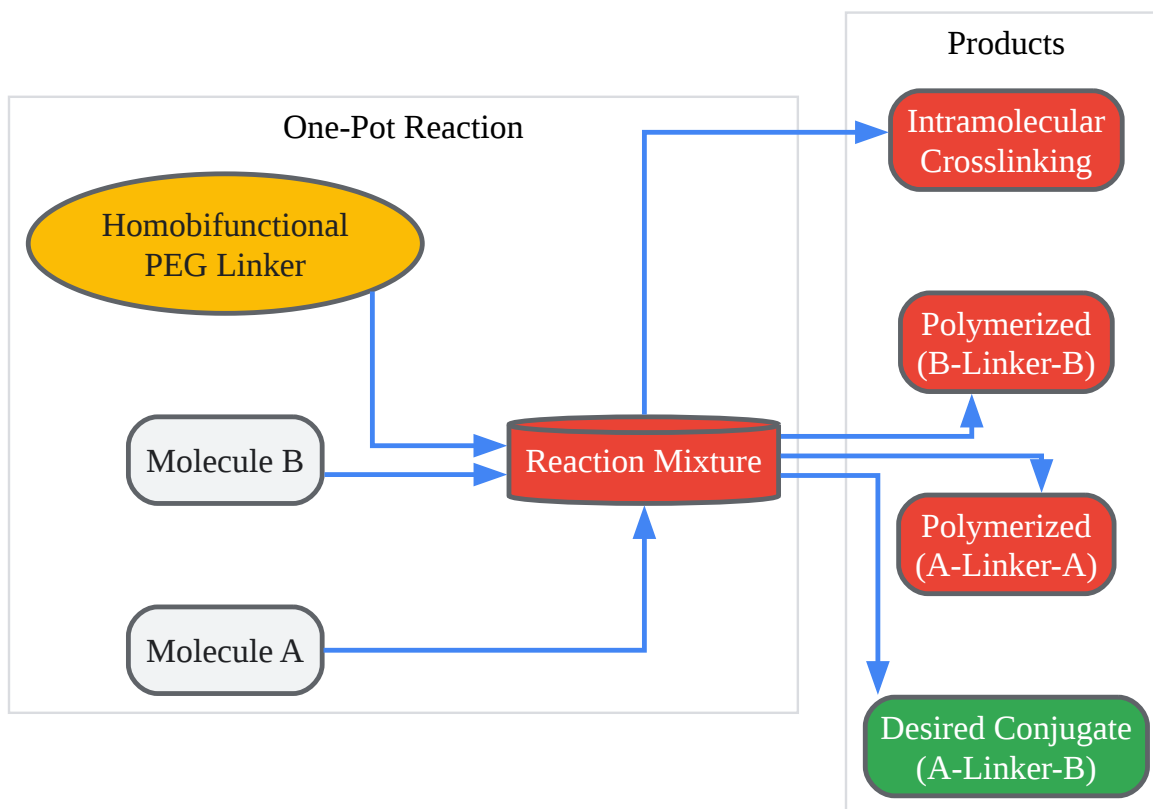 One-Pot Reaction
Homobifunctional
PEG Linker
Molecule B
Molecule A
Reaction Mixture
Products
Intramolecular
Crosslinking
Polymerized
(B-Linker-B)
Polymerized
(A-Linker-A)
Desired Conjugate
(A-Linker-B)